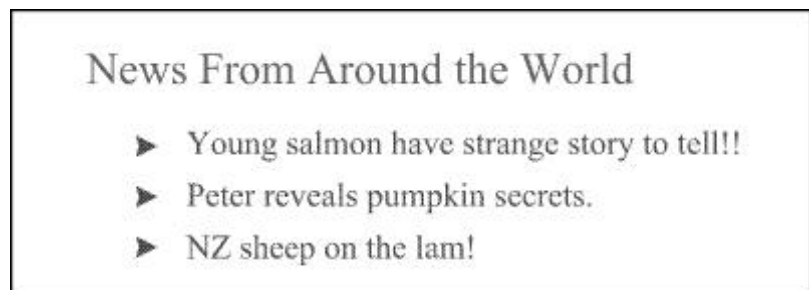 News From Around the World
➤ Young salmon have strange story to tell!!
➤ Peter reveals pumpkin secrets.
➤ NZ sheep on the lam!